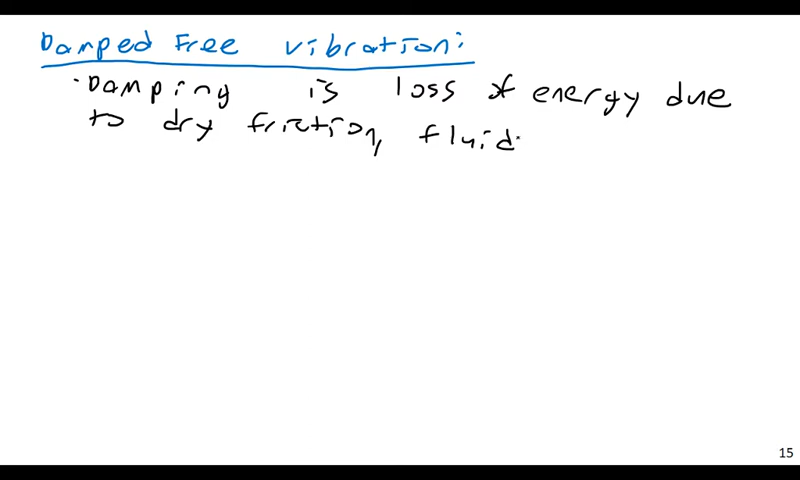 Damped Free vibration:
· Damping is loss of energy due
to dry friction, fluid
15